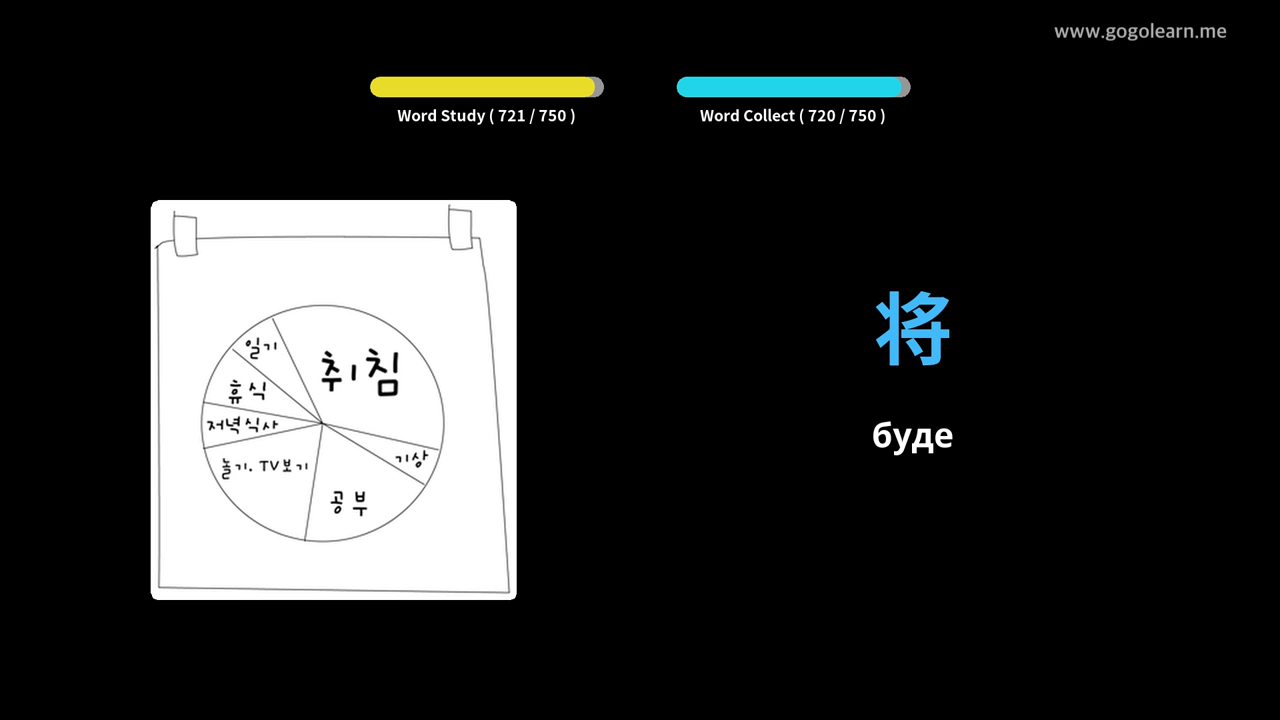 www.gogolearn.me
Word Study ( 721 / 750 )
Word Collect ( 720 / 750 )
일기
취침
휴식
저녁식사
놀기. TV보기
기상
공부
将
буде